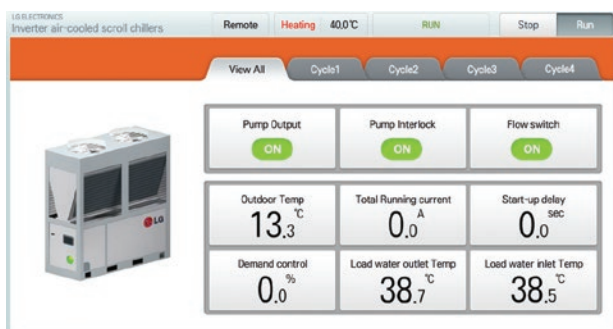 LG ELECTRONICS
Inverter air-cooled scroll chillers
Remote Heating 40.0℃ RUN Stop Run
View All Cycle1 Cycle2 Cycle3 Cycle4
Pump Output Pump Interlock Flow switch
ON ON ON
LG
Outdoor Temp Total Running current Start-up delay
13.3 ℃ 0.0 A 0.0 sec
Demand control Load water outlet Temp Load water inlet Temp
0.0 % 38.7 ℃ 38.5 ℃